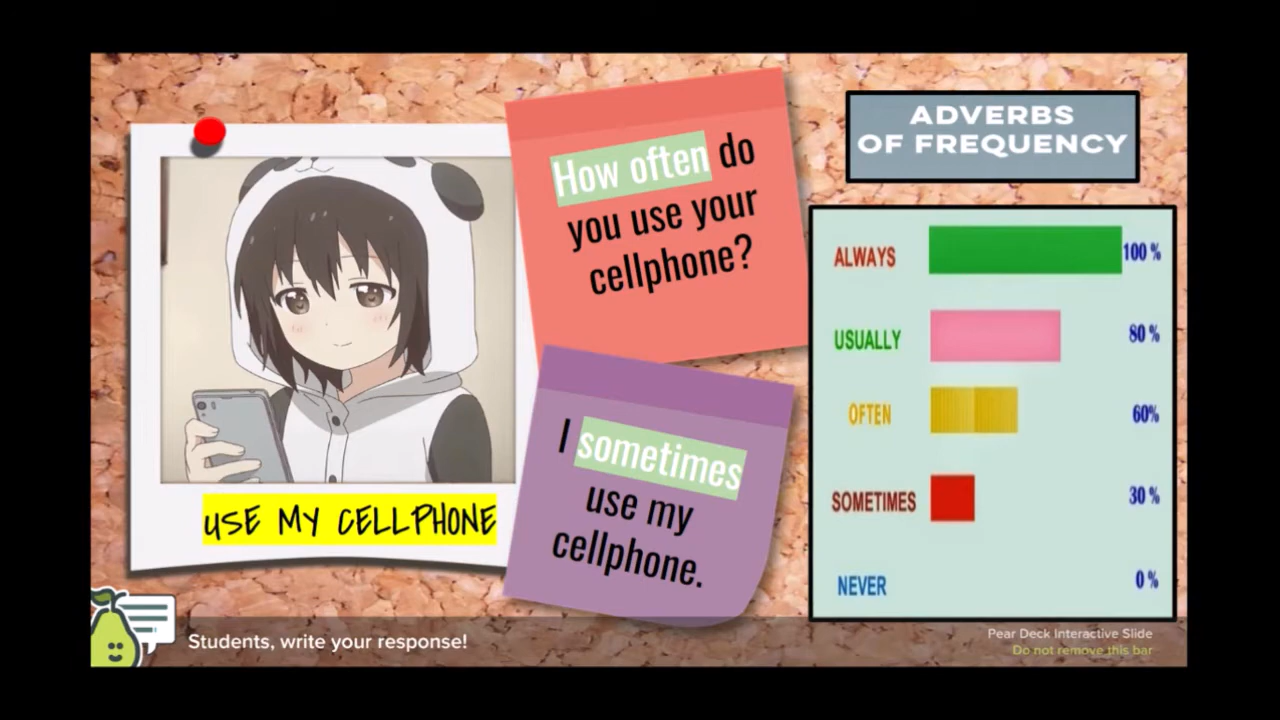 How often do
you use your
cellphone?
I sometimes
use my
cellphone.
USE MY CELLPHONE
ADVERBS
OF FREQUENCY
ALWAYS 100 %
USUALLY 80 %
OFTEN 60%
SOMETIMES 30 %
NEVER 0 %
Students, write your response!
Pear Deck Interactive Slide
Do not remove this bar